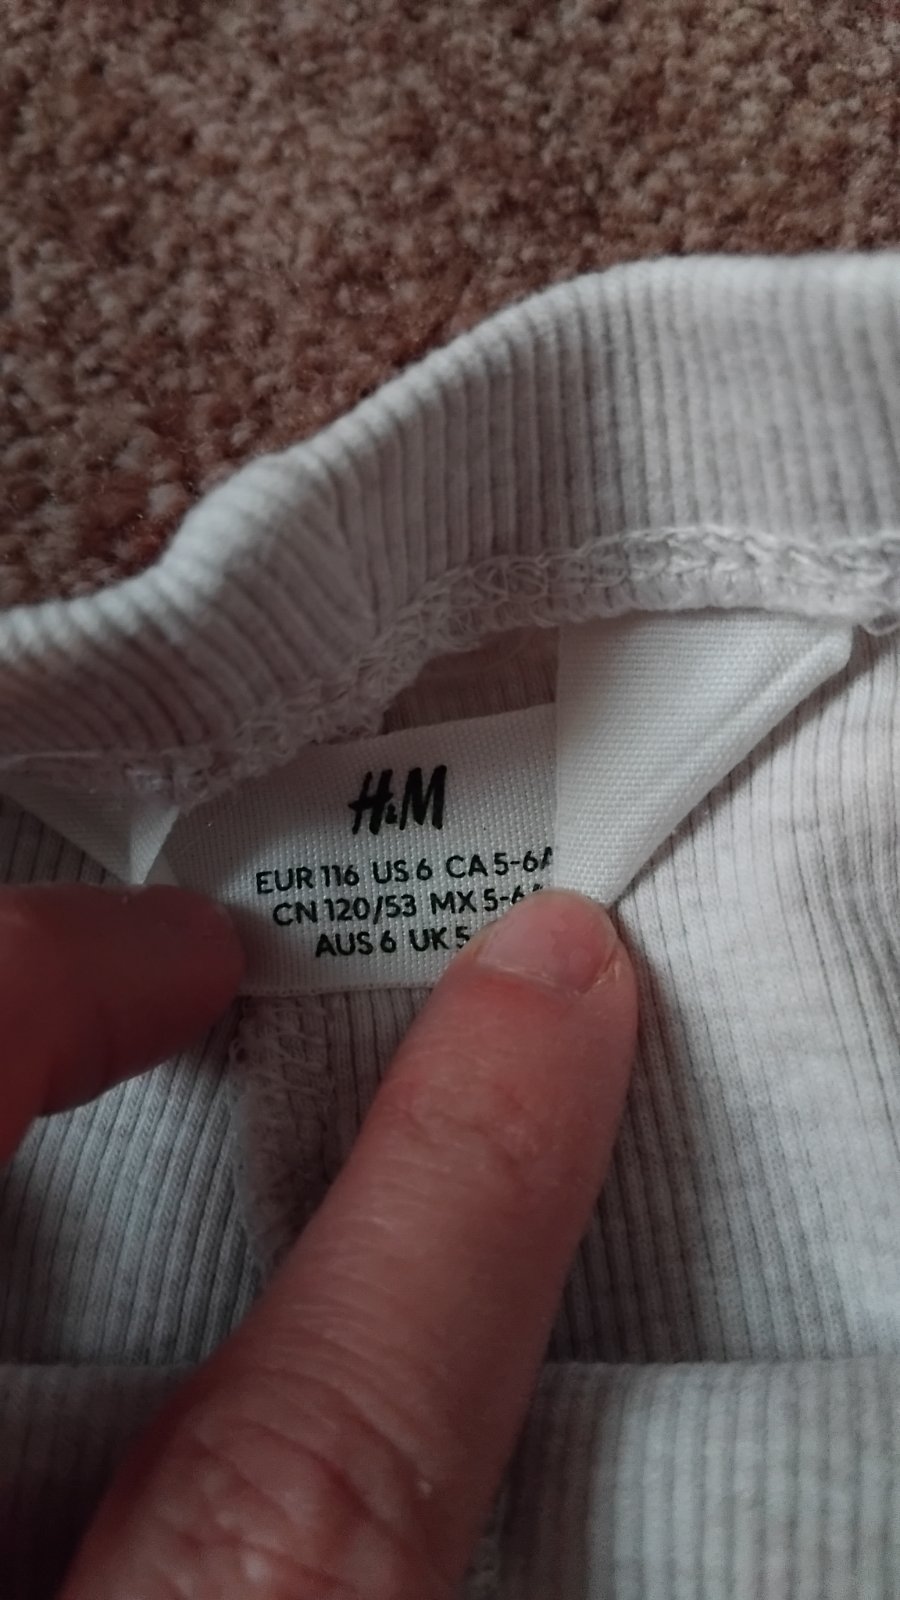 H&M
EUR 116 US 6 CA 5-6
CN 120/53 MX 5-6
AUS 6 UK 5